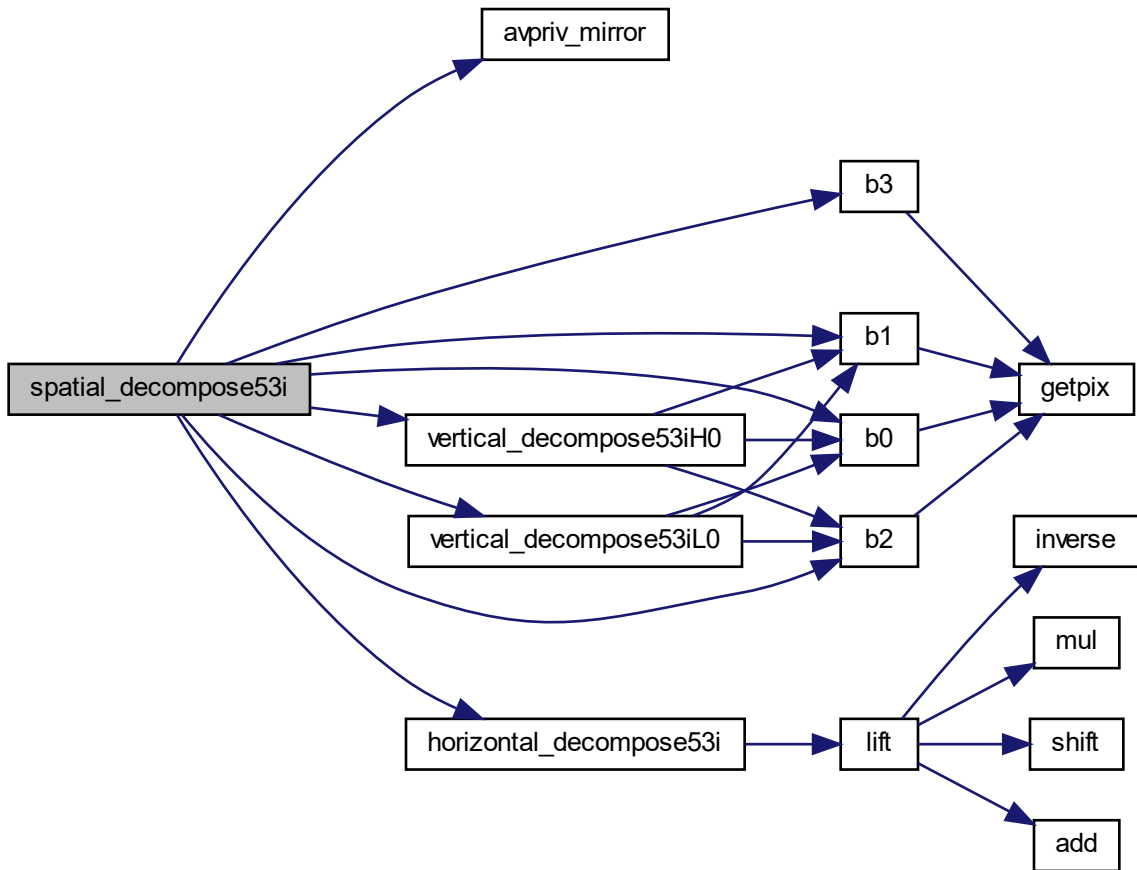 avpriv_mirror
b3
b1
spatial_decompose53i
getpix
vertical_decompose53iH0
b0
vertical_decompose53iL0
b2
inverse
mul
horizontal_decompose53i
lift
shift
add